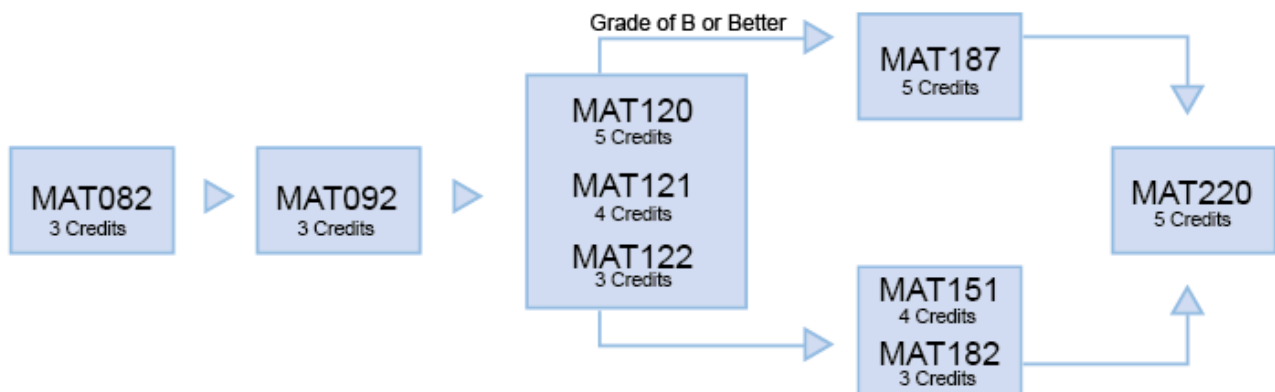 Grade of B or Better
MAT082
3 Credits
MAT092
3 Credits
MAT120
5 Credits
MAT121
4 Credits
MAT122
3 Credits
MAT187
5 Credits
MAT151
4 Credits
MAT182
3 Credits
MAT220
5 Credits